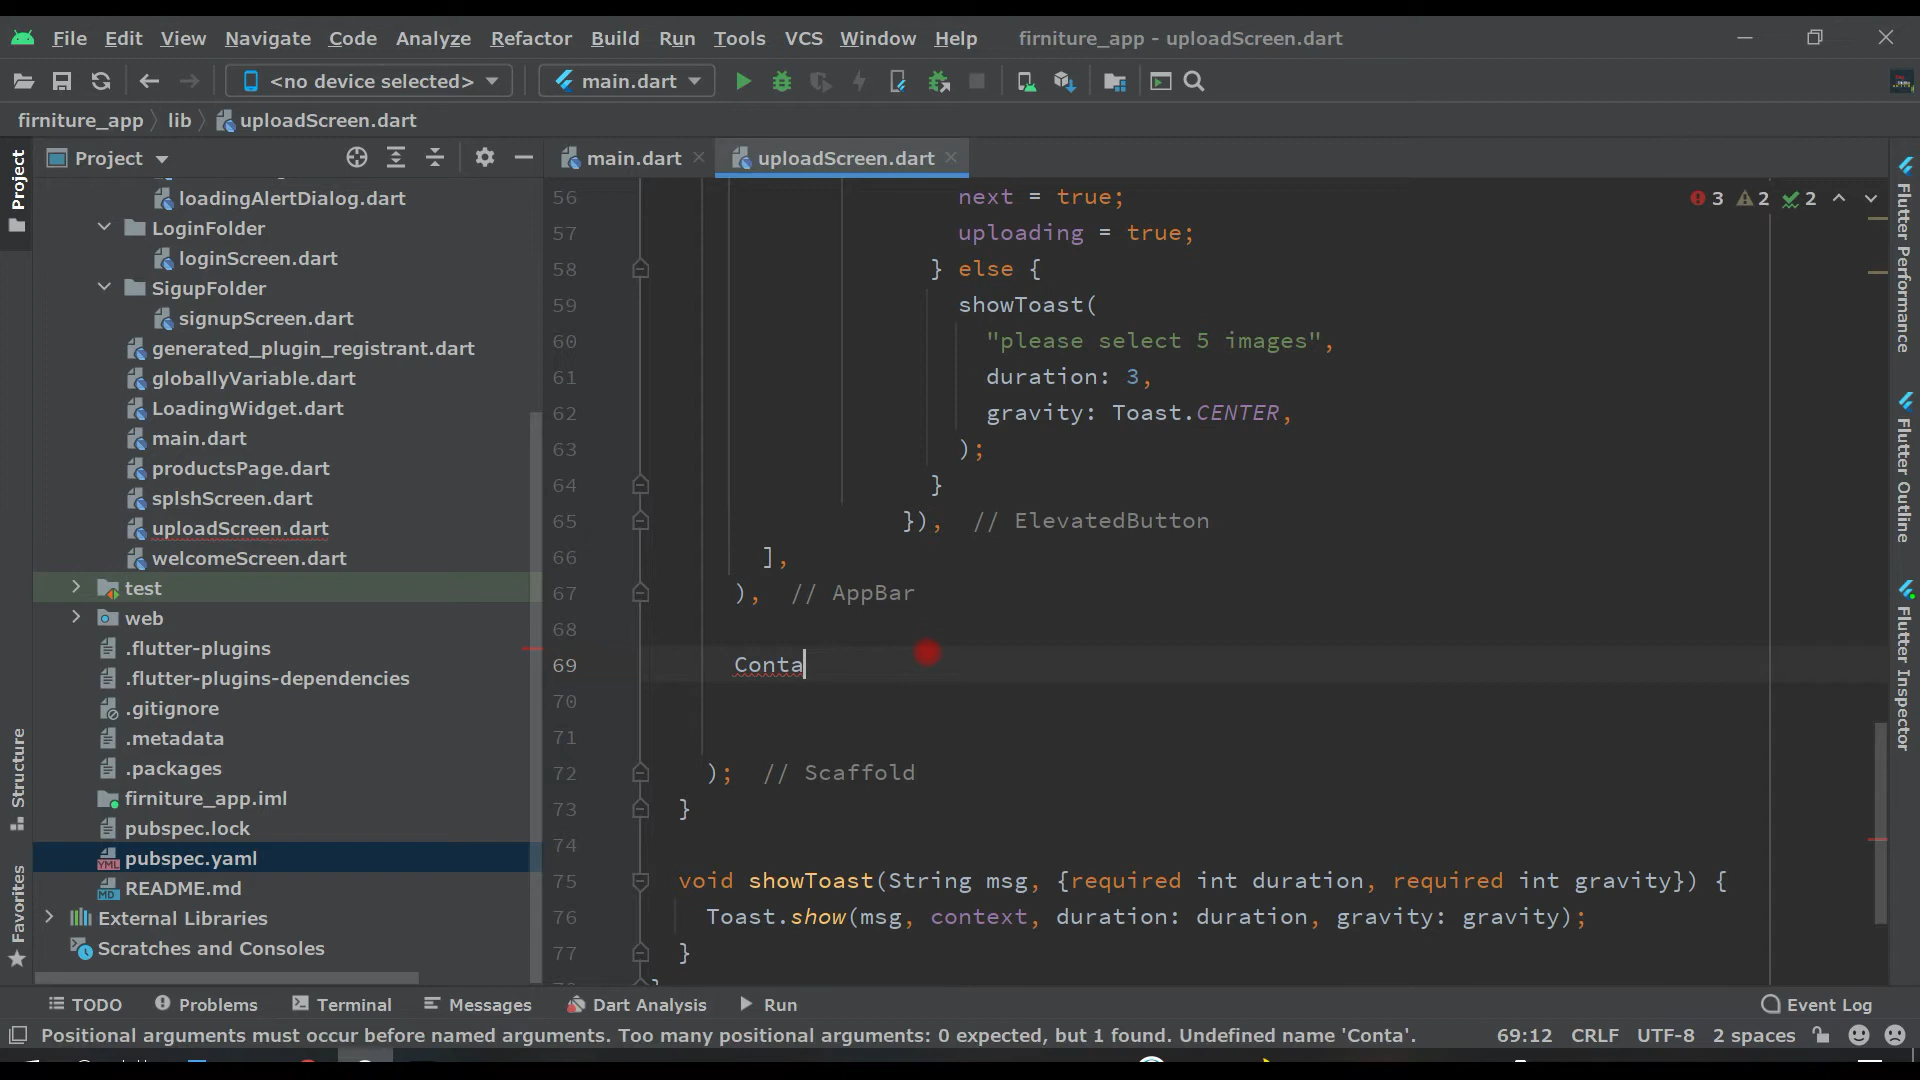 File Edit View Navigate Code Analyze Refactor Build Run Tools VCS Window Help firniture_app - uploadScreen.dart
<no device selected> main.dart
firniture_app lib uploadScreen.dart
Project
Project
main.dart uploadScreen.dart
loadingAlertDialog.dart
LoginFolder
loginScreen.dart
SigupFolder
signupScreen.dart
generated_plugin_registrant.dart
globallyVariable.dart
LoadingWidget.dart
main.dart
productsPage.dart
splshScreen.dart
uploadScreen.dart
welcomeScreen.dart
test
web
.flutter-plugins
.flutter-plugins-dependencies
.gitignore
.metadata
.packages
firniture_app.iml
pubspec.lock
pubspec.yaml
README.md
External Libraries
Scratches and Consoles
Structure
Favorites
56 next = true;
57 uploading = true;
58 } else {
59 showToast(
60 "please select 5 images",
61 duration: 3,
62 gravity: Toast.CENTER,
63 );
64 }
65 }), // ElevatedButton
66 ],
67 ), // AppBar
68
69 Conta
70
71
72 ); // Scaffold
73 }
74
75 void showToast(String msg, {required int duration, required int gravity}) {
76 Toast.show(msg, context, duration: duration, gravity: gravity);
77 }
3 2 2
Flutter Performance
Flutter Outline
Flutter Inspector
TODO Problems Terminal Messages Dart Analysis Run Event Log
Positional arguments must occur before named arguments. Too many positional arguments: 0 expected, but 1 found. Undefined name 'Conta'. 69:12 CRLF UTF-8 2 spaces